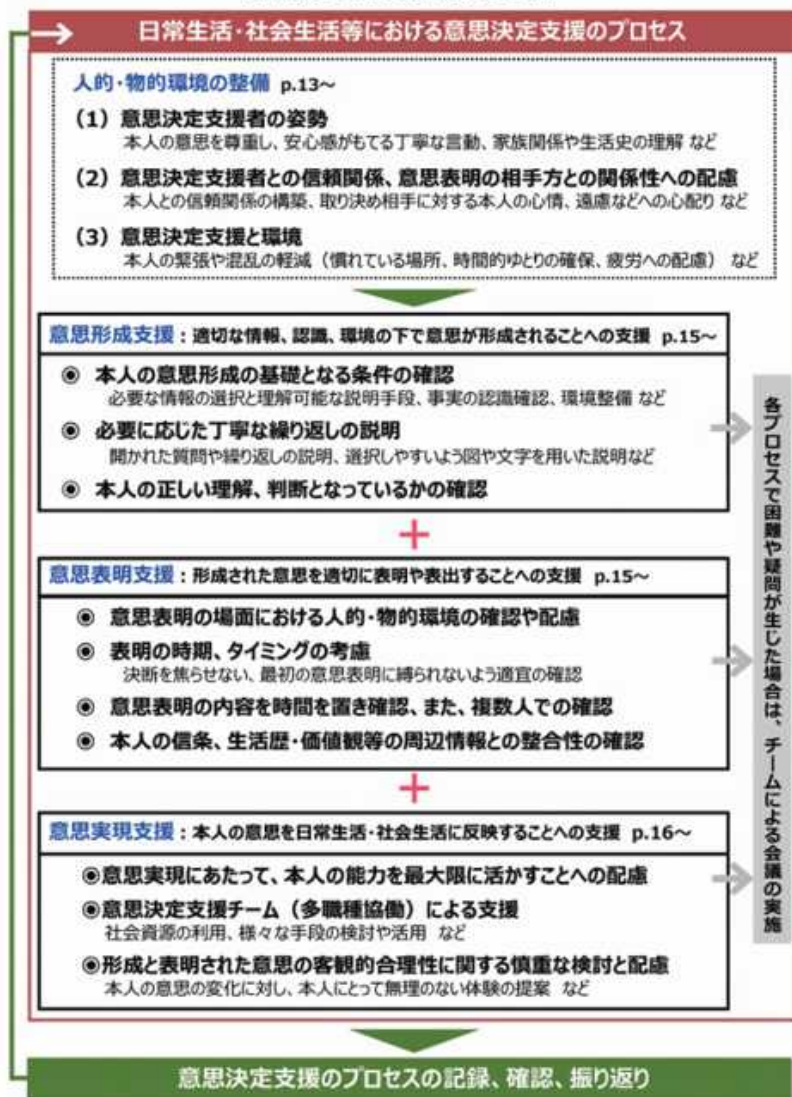 日常生活・社会生活等における意思決定支援のプロセス
人的・物的環境の整備 p.13～
(1) 意思決定支援者の姿勢
本人の意思を尊重し、安心感がもてる丁寧な言動、家族関係や生活史の理解 など
(2) 意思決定支援者との信頼関係、意思表明の相手方との関係性への配慮
本人との信頼関係の構築、取り決め相手に対する本人の心情、遠慮などへの心配り など
(3) 意思決定支援と環境
本人の緊張や混乱の軽減（慣れている場所、時間的ゆとりの確保、疲労への配慮） など
意思形成支援：適切な情報、認識、環境の下で意思が形成されることへの支援 p.15～
◉ 本人の意思形成の基礎となる条件の確認
必要な情報の選択と理解可能な説明手段、事実の認識確認、環境整備 など
◉ 必要に応じた丁寧な繰り返しの説明
開かれた質問や繰り返しの説明、選択しやすいよう図や文字を用いた説明など
◉ 本人の正しい理解、判断となっているかの確認
+
意思表明支援：形成された意思を適切に表明や表出することへの支援 p.15～
◉ 意思表明の場面における人的・物的環境の確認や配慮
◉ 表明の時期、タイミングの考慮
決断を焦らせない、最初の意思表明に縛られないよう適宜の確認
◉ 意思表明の内容を時間を置き確認、また、複数人での確認
◉ 本人の信条、生活歴・価値観等の周辺情報との整合性の確認
+
意思実現支援：本人の意思を日常生活・社会生活に反映することへの支援 p.16～
◉意思実現にあたって、本人の能力を最大限に活かすことへの配慮
◉意思決定支援チーム（多職種協働）による支援
社会資源の利用、様々な手段の検討や活用 など
◉形成と表明された意思の客観的合理性に関する慎重な検討と配慮
本人の意思の変化に対し、本人にとって無理のない体験の提案 など
各プロセスで困難や疑問が生じた場合は、チームによる会議の実施
意思決定支援のプロセスの記録、確認、振り返り